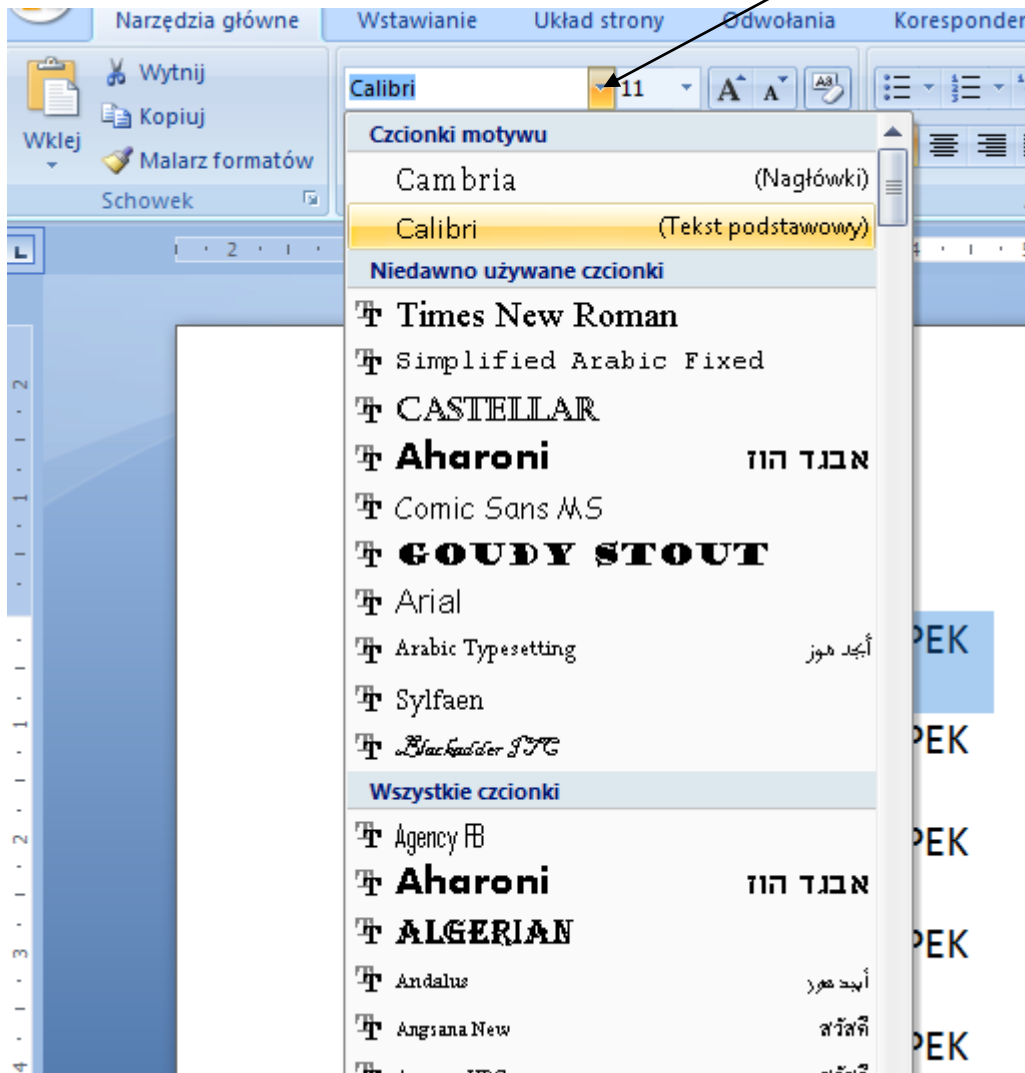 Narzędzia główne Wstawianie Układ strony Odwołania Koresponden
Wytnij
Kopiuj
Malarz formatów
Wklej
Schowek
Calibri 11
Czcionki motywu
Cambria (Nagłówki)
Calibri (Tekst podstawowy)
Niedawno używane czcionki
Times New Roman
Simplified Arabic Fixed
CASTELLAR
Aharoni אבגד הוז
Comic Sans MS
GOUDY STOUT
Arial
Arabic Typesetting أبجد هوز
Sylfaen
Blackadder ITC
Wszystkie czcionki
Agency FB
Aharoni אבגד הוז
ALGERIAN
Andalus أبجد هوز
Angsana New สวัสดี
PEK
PEK
PEK
PEK
PEK